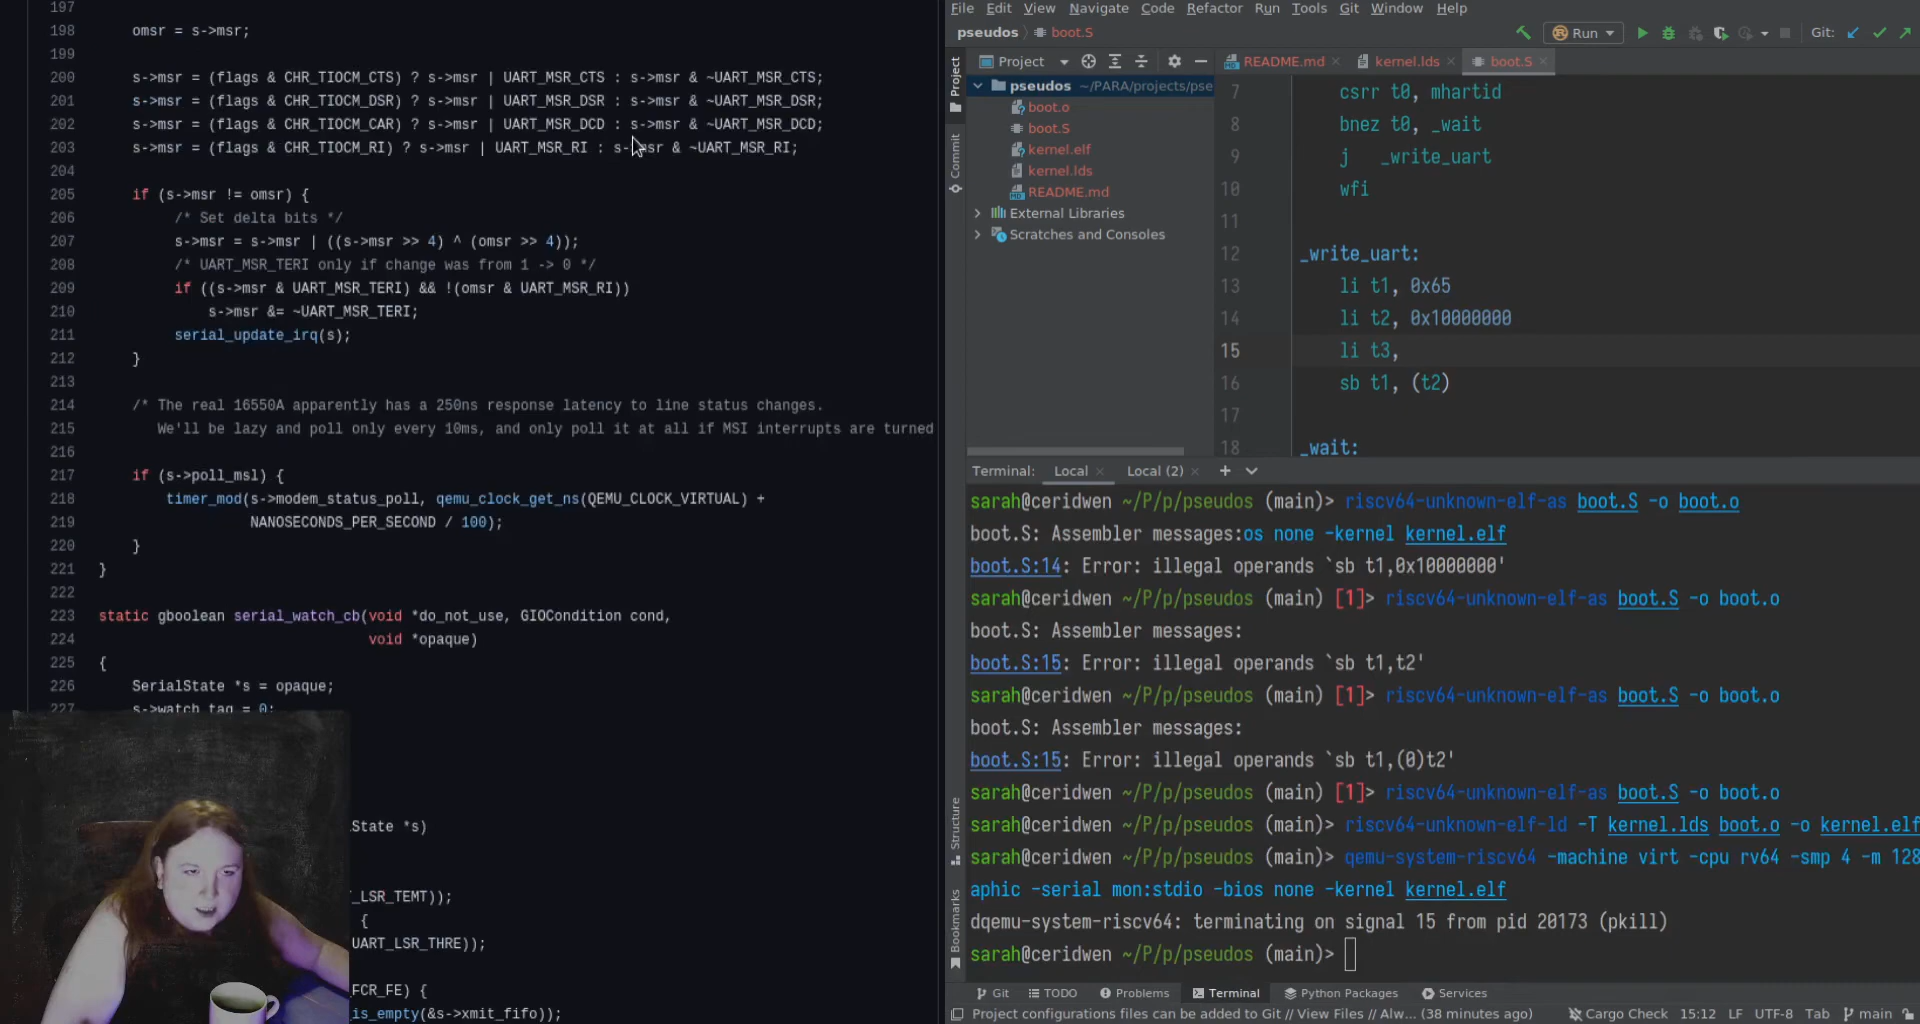 197
198 omsr = s->msr;
199
200 s->msr = (flags & CHR_TIOCM_CTS) ? s->msr | UART_MSR_CTS : s->msr & ~UART_MSR_CTS;
201 s->msr = (flags & CHR_TIOCM_DSR) ? s->msr | UART_MSR_DSR : s->msr & ~UART_MSR_DSR;
202 s->msr = (flags & CHR_TIOCM_CAR) ? s->msr | UART_MSR_DCD : s->msr & ~UART_MSR_DCD;
203 s->msr = (flags & CHR_TIOCM_RI) ? s->msr | UART_MSR_RI : s->msr & ~UART_MSR_RI;
204
205 if (s->msr != omsr) {
206 /* Set delta bits */
207 s->msr = s->msr | ((s->msr >> 4) ^ (omsr >> 4));
208 /* UART_MSR_TERI only if change was from 1 -> 0 */
209 if ((s->msr & UART_MSR_TERI) && !(omsr & UART_MSR_RI))
210 s->msr &= ~UART_MSR_TERI;
211 serial_update_irq(s);
212 }
213
214 /* The real 16550A apparently has a 250ns response latency to line status changes.
215 We'll be lazy and poll only every 10ms, and only poll it at all if MSI interrupts are turned
216
217 if (s->poll_msl) {
218 timer_mod(s->modem_status_poll, qemu_clock_get_ns(QEMU_CLOCK_VIRTUAL) +
219 NANOSECONDS_PER_SECOND / 100);
220 }
221 }
222
223 static gboolean serial_watch_cb(void *do_not_use, GIOCondition cond,
224 void *opaque)
225 {
226 SerialState *s = opaque;
227 s->watch_tag = 0;
State *s)
_LSR_TEMT));
{
UART_LSR_THRE));
FCR_FE) {
is_empty(&s->xmit_fifo));
File Edit View Navigate Code Refactor Run Tools Git Window Help
pseudos boot.S Run Git:
Project README.md kernel.lds boot.S
Project
Commit
Structure
Bookmarks
pseudos ~/PARA/projects/pse
boot.o
boot.S
kernel.elf
kernel.lds
README.md
External Libraries
Scratches and Consoles
7 csrr t0, mhartid
8 bnez t0, _wait
9 j _write_uart
10 wfi
11
12 _write_uart:
13 li t1, 0x65
14 li t2, 0x10000000
15 li t3,
16 sb t1, (t2)
17
18 _wait:
Terminal: Local Local (2)
sarah@ceridwen ~/P/p/pseudos (main)> riscv64-unknown-elf-as boot.S -o boot.o
boot.S: Assembler messages:os none -kernel kernel.elf
boot.S:14: Error: illegal operands `sb t1,0x10000000'
sarah@ceridwen ~/P/p/pseudos (main) [1]> riscv64-unknown-elf-as boot.S -o boot.o
boot.S: Assembler messages:
boot.S:15: Error: illegal operands `sb t1,t2'
sarah@ceridwen ~/P/p/pseudos (main) [1]> riscv64-unknown-elf-as boot.S -o boot.o
boot.S: Assembler messages:
boot.S:15: Error: illegal operands `sb t1,(0)t2'
sarah@ceridwen ~/P/p/pseudos (main) [1]> riscv64-unknown-elf-as boot.S -o boot.o
sarah@ceridwen ~/P/p/pseudos (main)> riscv64-unknown-elf-ld -T kernel.lds boot.o -o kernel.elf
sarah@ceridwen ~/P/p/pseudos (main)> qemu-system-riscv64 -machine virt -cpu rv64 -smp 4 -m 128
aphic -serial mon:stdio -bios none -kernel kernel.elf
dqemu-system-riscv64: terminating on signal 15 from pid 20173 (pkill)
sarah@ceridwen ~/P/p/pseudos (main)>
Git TODO Problems Terminal Python Packages Services
Project configurations files can be added to Git // View Files // Alw... (38 minutes ago) Cargo Check 15:12 LF UTF-8 Tab main